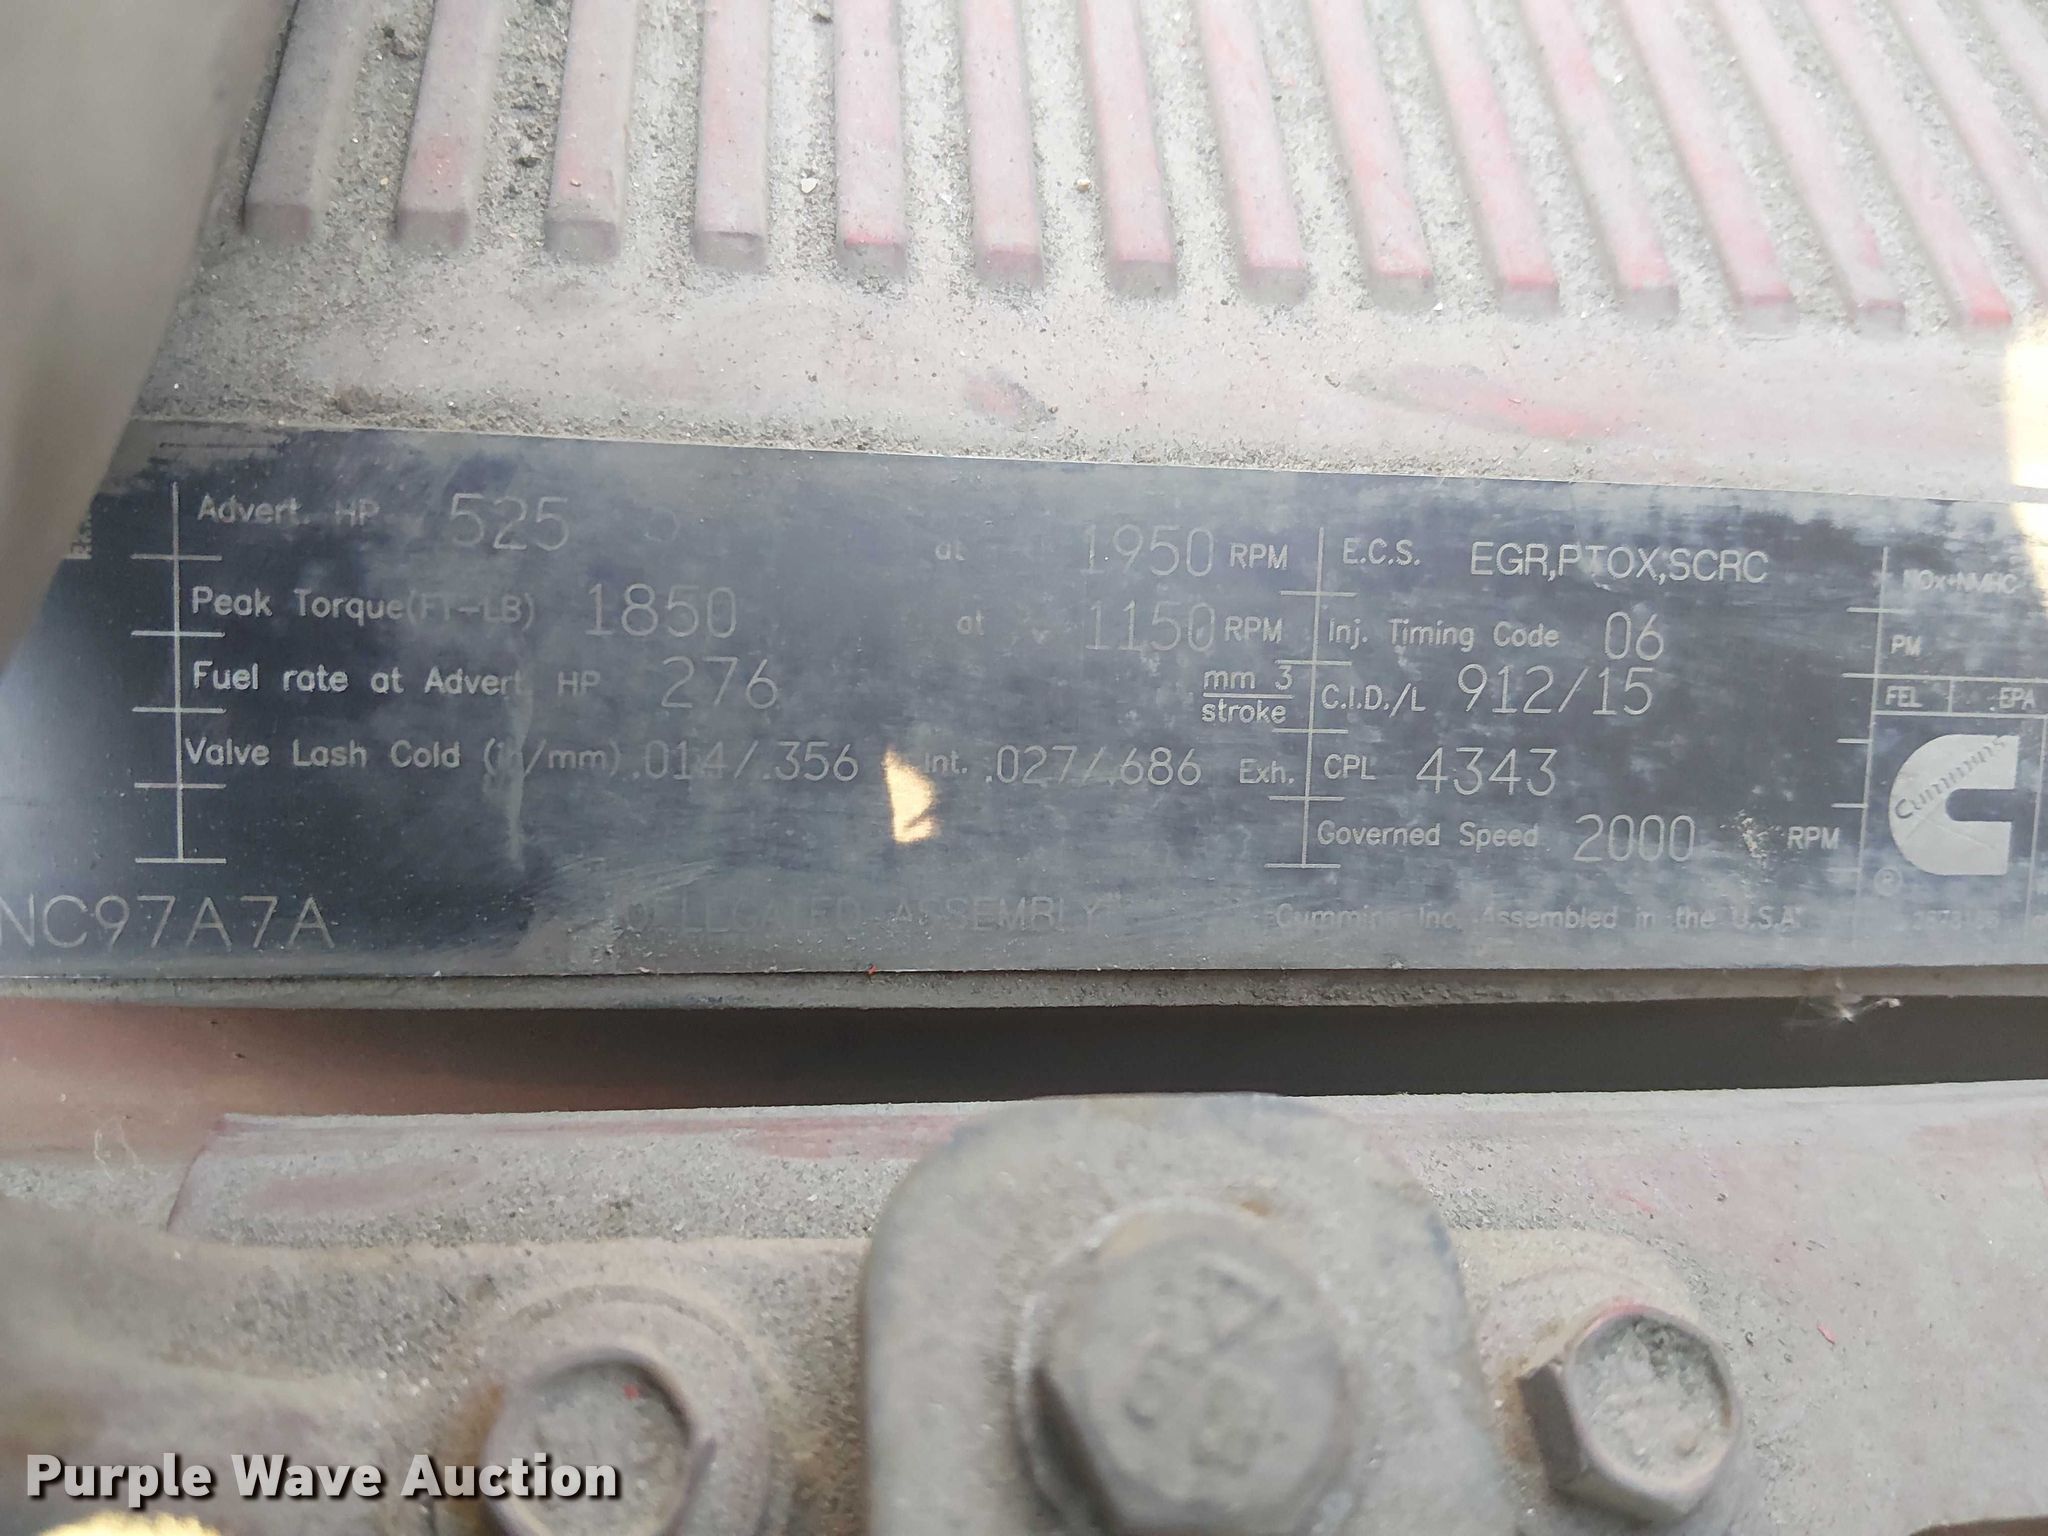 Advert. HP 525 at 1950 RPM
Peak Torque(FT-LB) 1850 at 1150 RPM
Fuel rate at Advert. HP 276 mm 3
stroke
Valve Lash Cold (in/mm) .014/.356 Int. .027/.686 Exh.
E.C.S. EGR,PTOX,SCRC
Inj. Timing Code 06
C.I.D./L 912/15
CPL 4343
Governed Speed 2000 RPM
NOx+NMHC
PM
FEL EPA
Cummins
®
NC97A7A
DELEGATED ASSEMBLY
Cummins Inc. Assembled in the U.S.A
Purple Wave Auction